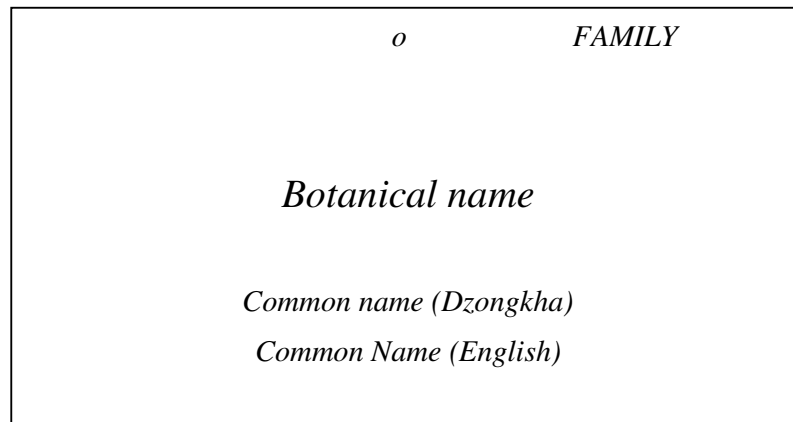 o FAMILY
Botanical name
Common name (Dzongkha)
Common Name (English)